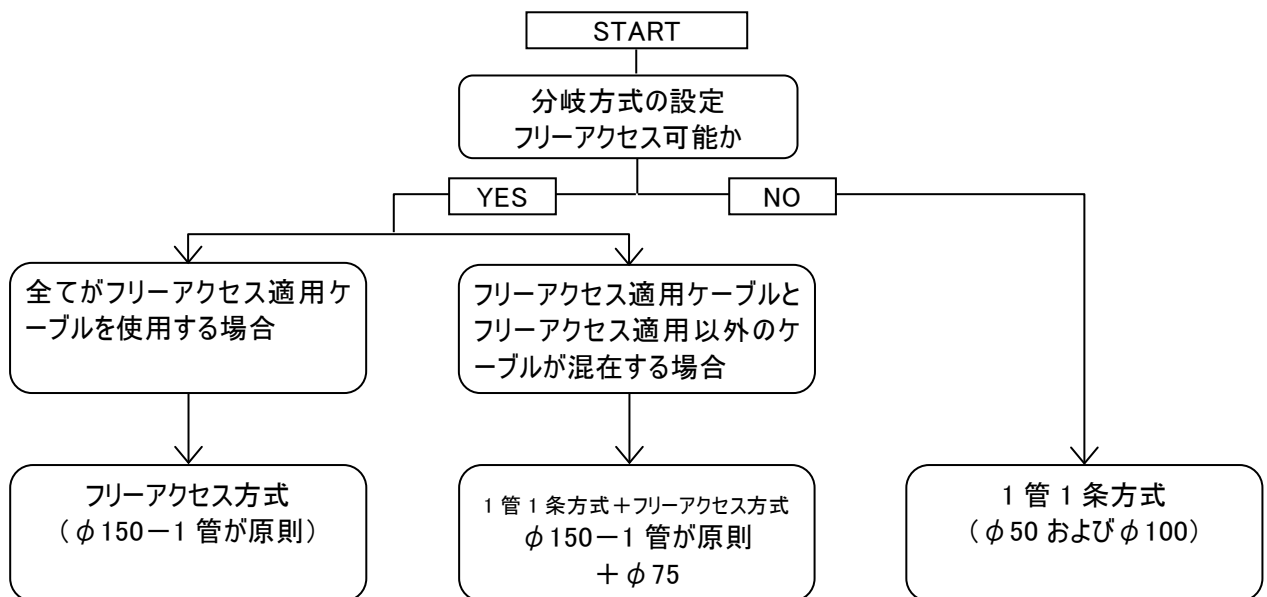 START
分岐方式の設定
フリーアクセス可能か
YES
NO
全てがフリーアクセス適用ケ
ーブルを使用する場合
フリーアクセス適用ケーブルと
フリーアクセス適用以外のケ
ーブルが混在する場合
フリーアクセス方式
（φ150－1 管が原則）
1 管 1 条方式＋フリーアクセス方式
φ150－1 管が原則
＋φ75
1 管 1 条方式
（φ50 およびφ100）